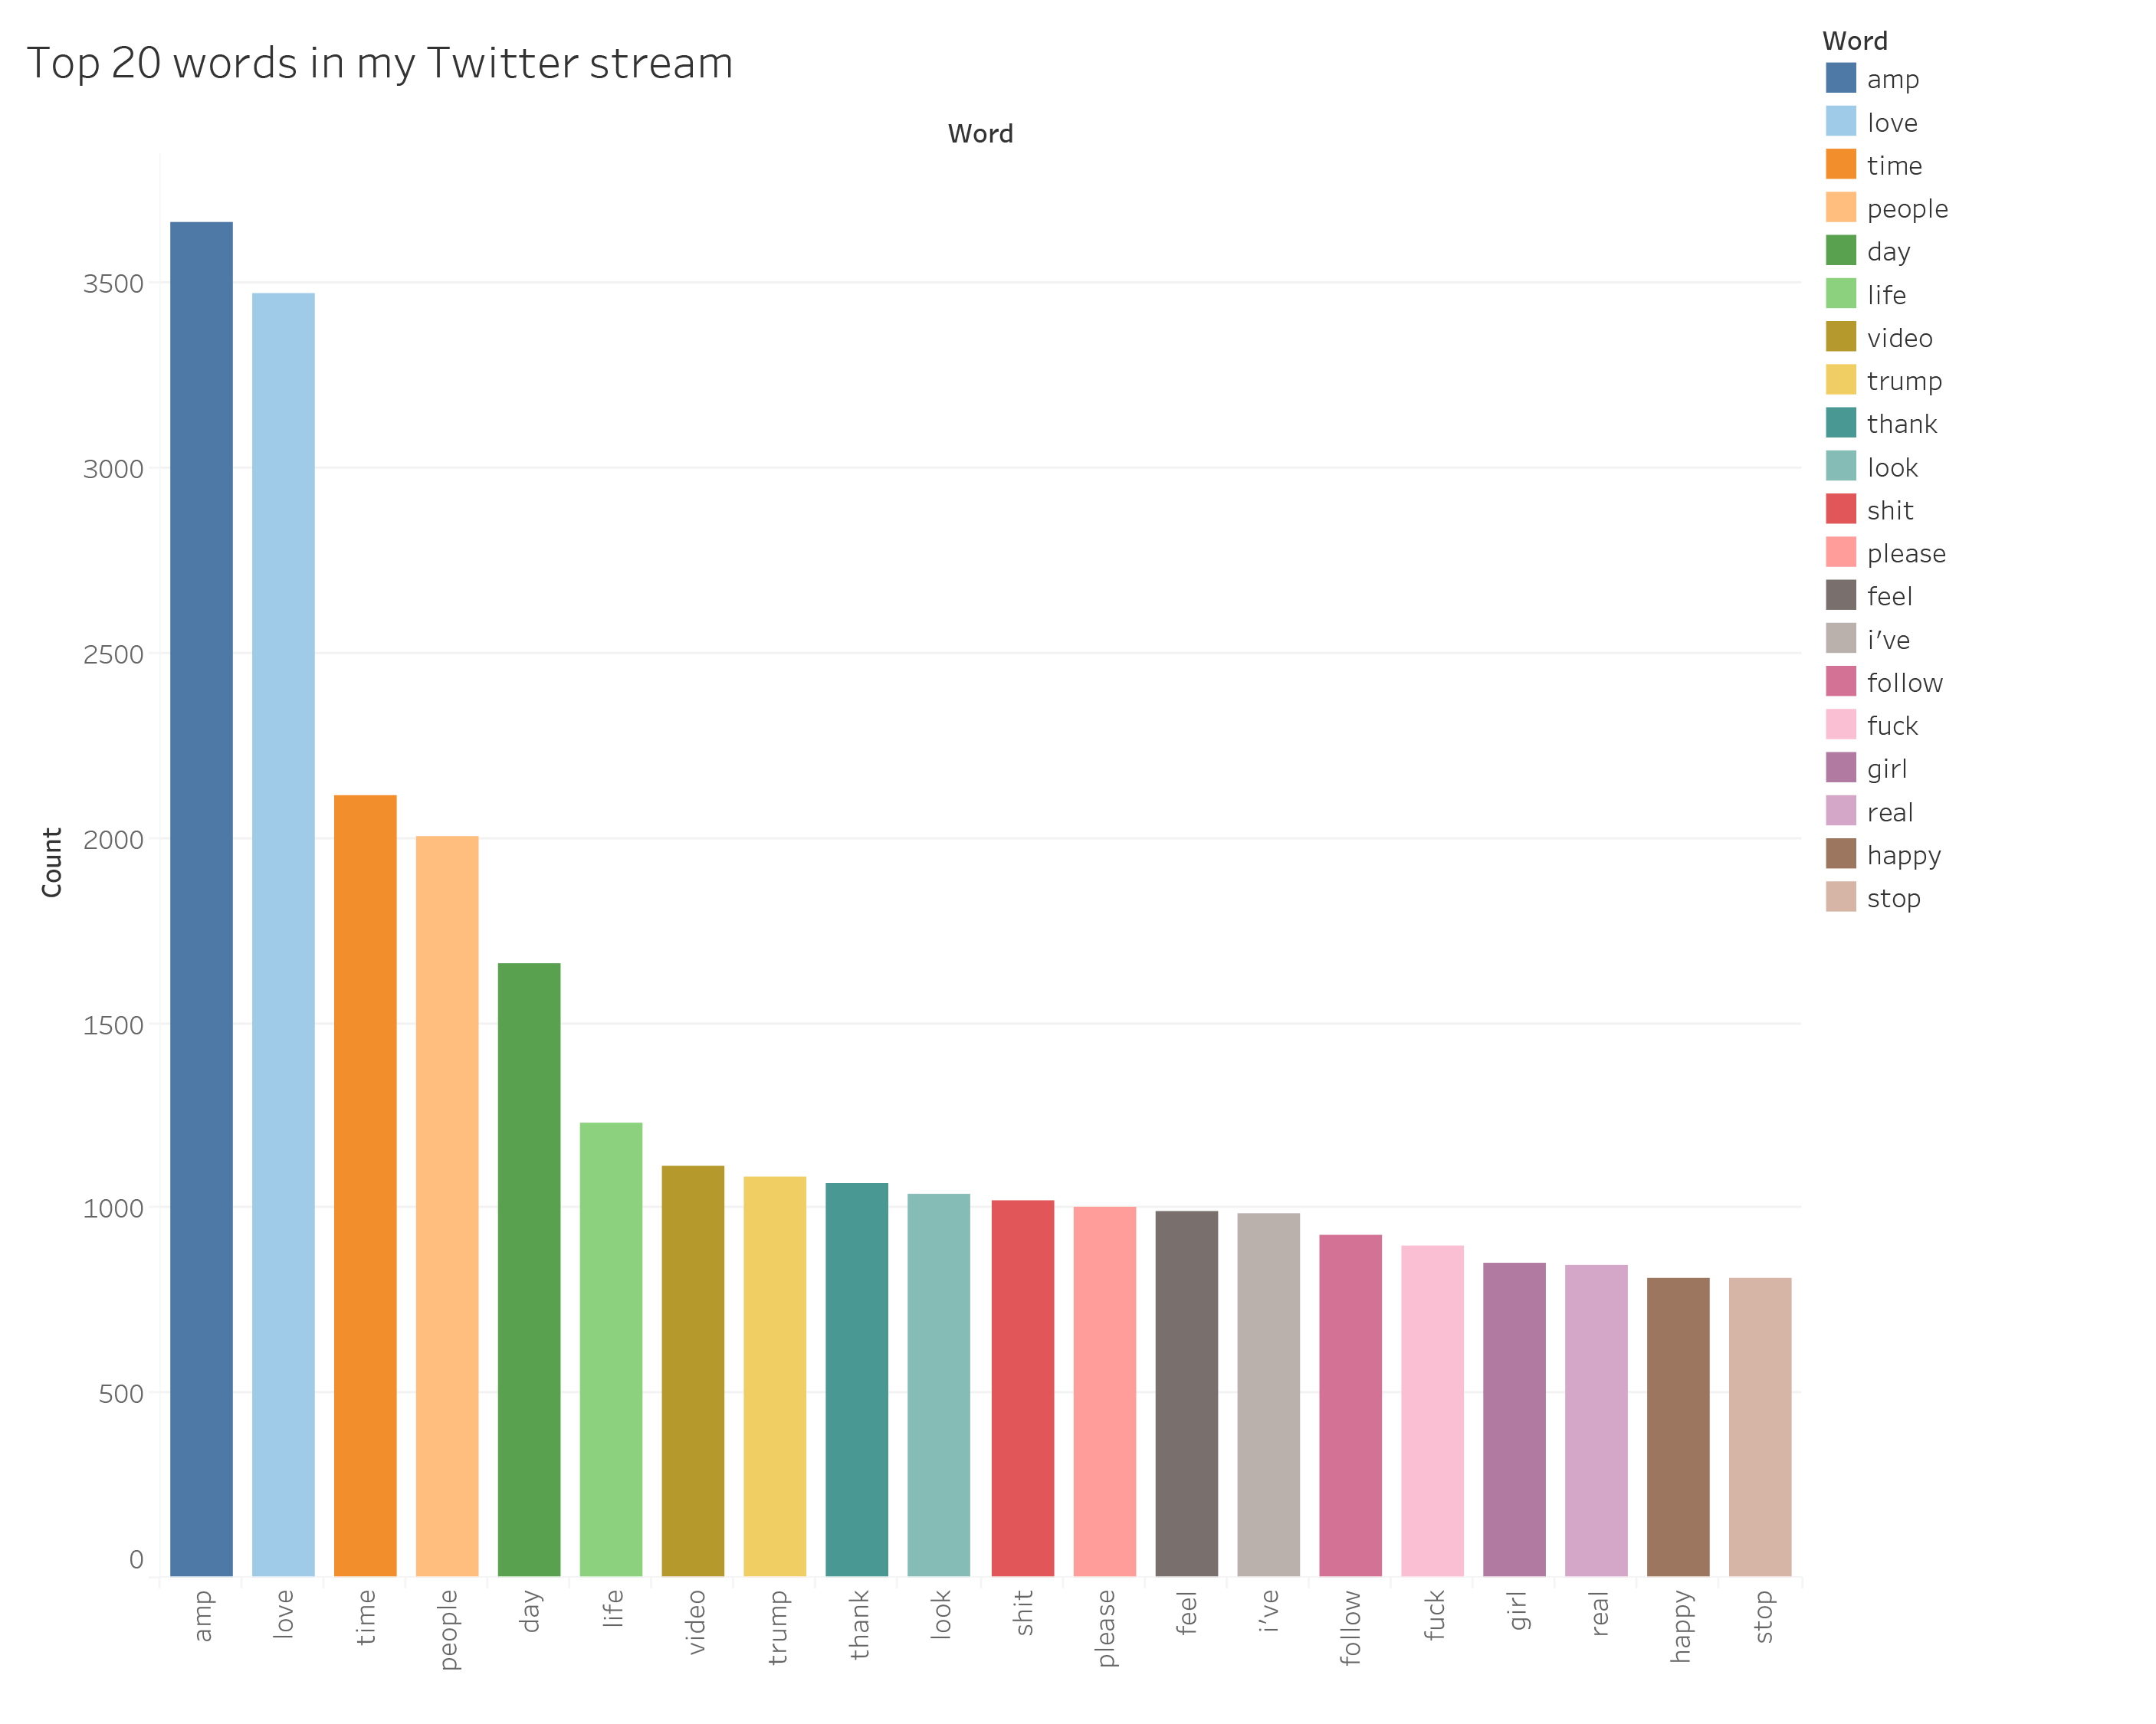 Top 20 words in my Twitter stream
Word
3500
3000
2500
2000
1500
1000
500
0
Count
amp
love
time
people
day
life
video
trump
thank
look
shit
please
feel
i've
follow
fuck
girl
real
happy
stop
Word
amp
love
time
people
day
life
video
trump
thank
look
shit
please
feel
i've
follow
fuck
girl
real
happy
stop